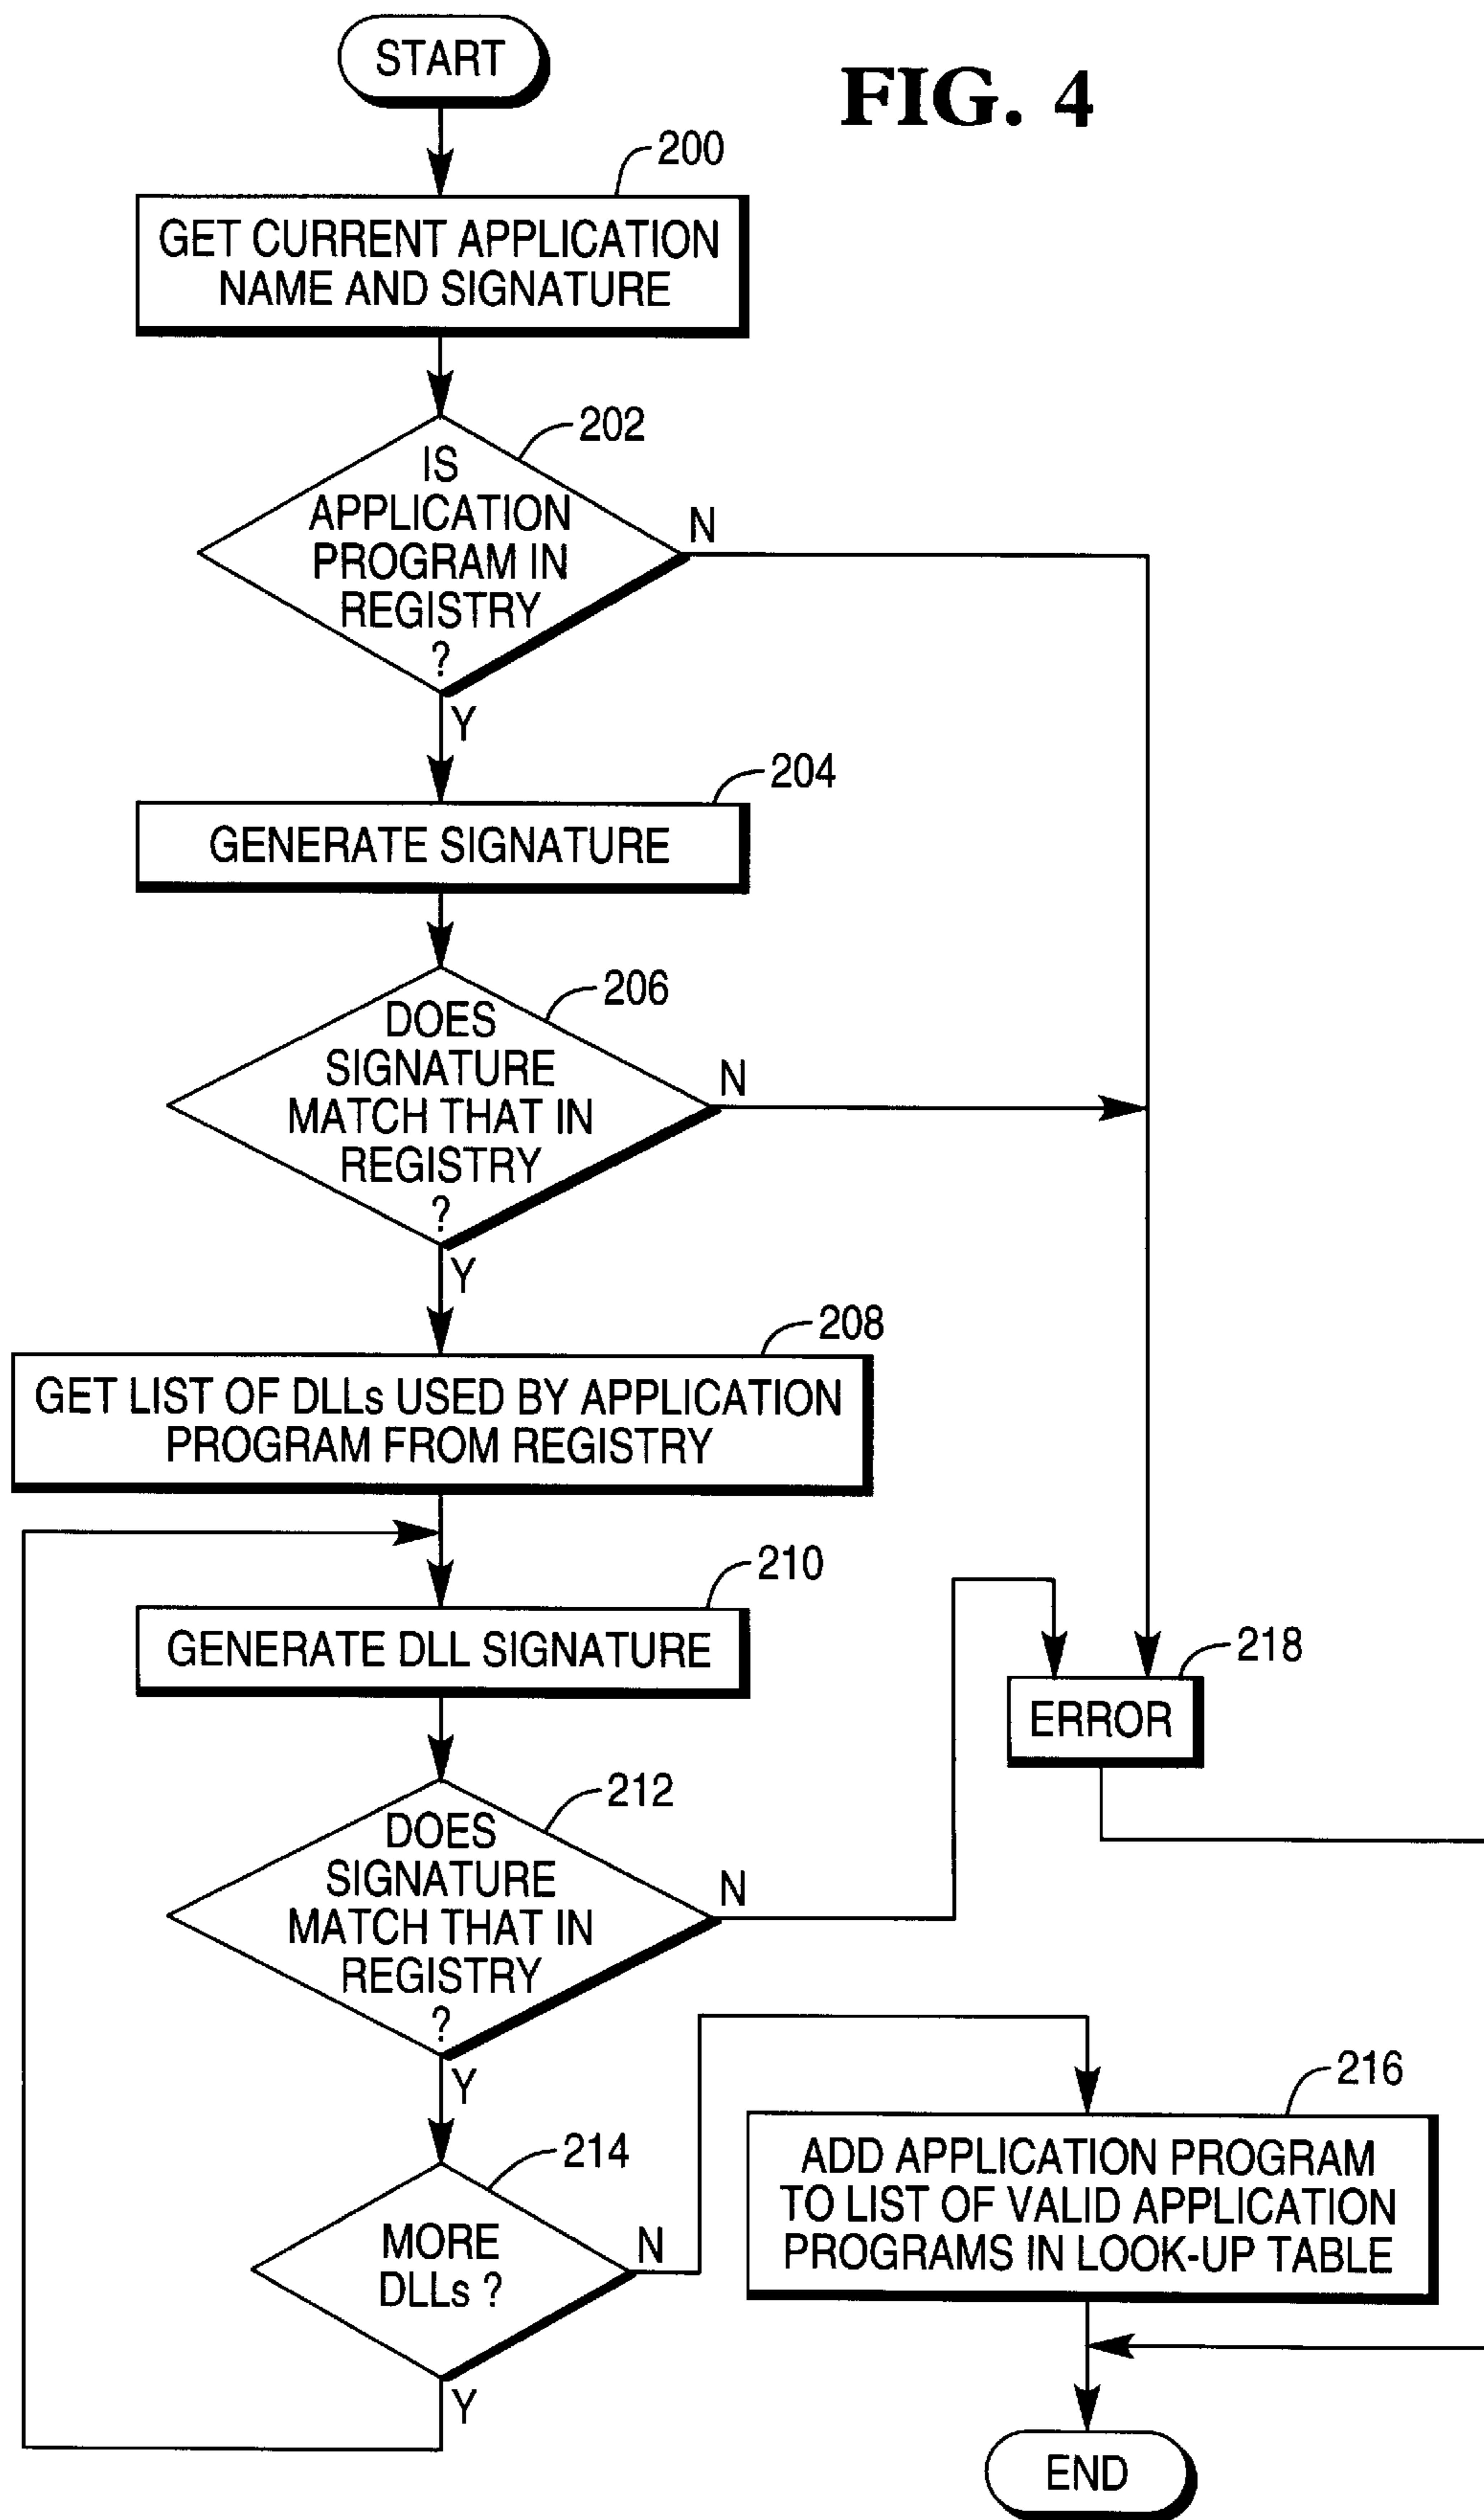 START
FIG. 4
200
GET CURRENT APPLICATION
NAME AND SIGNATURE
202
IS
APPLICATION
PROGRAM IN
REGISTRY
?
N
Y
204
GENERATE SIGNATURE
206
DOES
SIGNATURE
MATCH THAT IN
REGISTRY
?
N
Y
208
GET LIST OF DLLs USED BY APPLICATION
PROGRAM FROM REGISTRY
210
GENERATE DLL SIGNATURE
218
ERROR
212
DOES
SIGNATURE
MATCH THAT IN
REGISTRY
?
N
Y
214
MORE
DLLs ?
N
Y
216
ADD APPLICATION PROGRAM
TO LIST OF VALID APPLICATION
PROGRAMS IN LOOK-UP TABLE
END